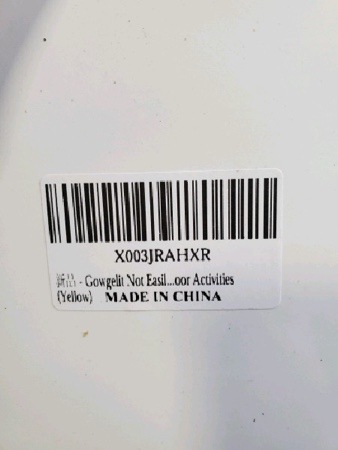 X003JRAHXR
- Gowgelit Not Easil...oor Activities
(Yellow) MADE IN CHINA